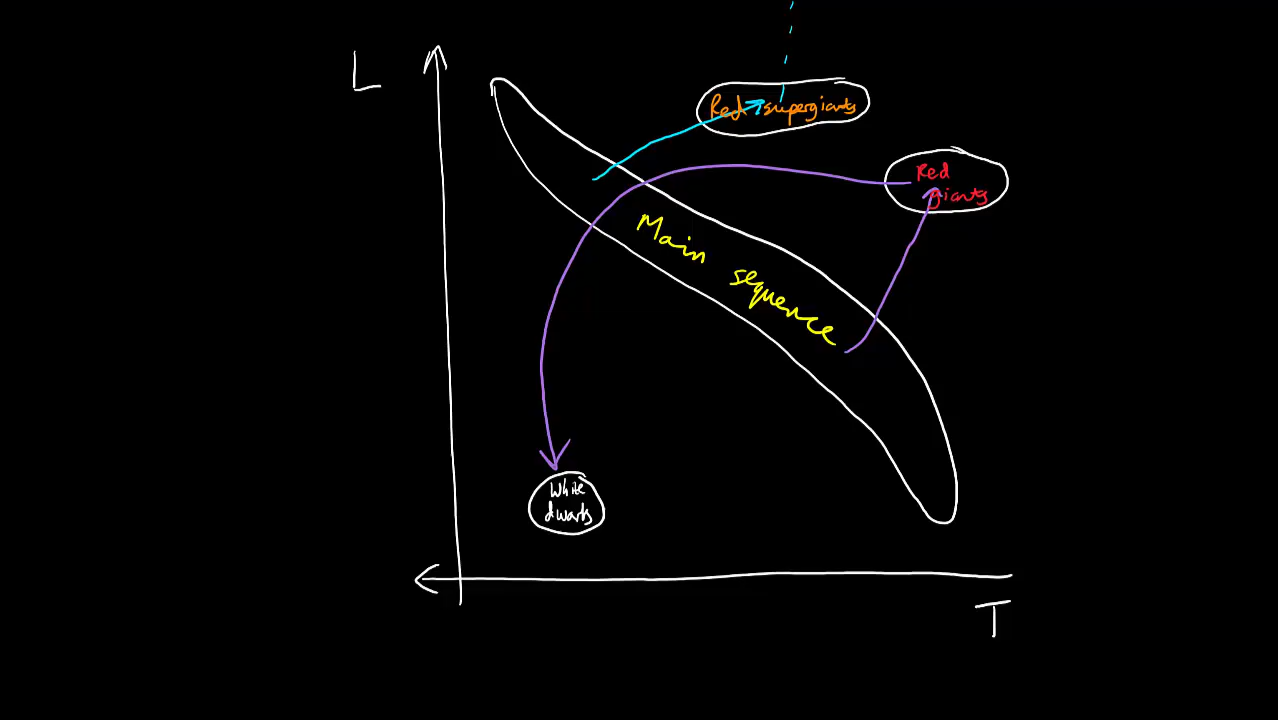 L
Red supergiants
Red
giants
Main sequence
White
dwarfs
T